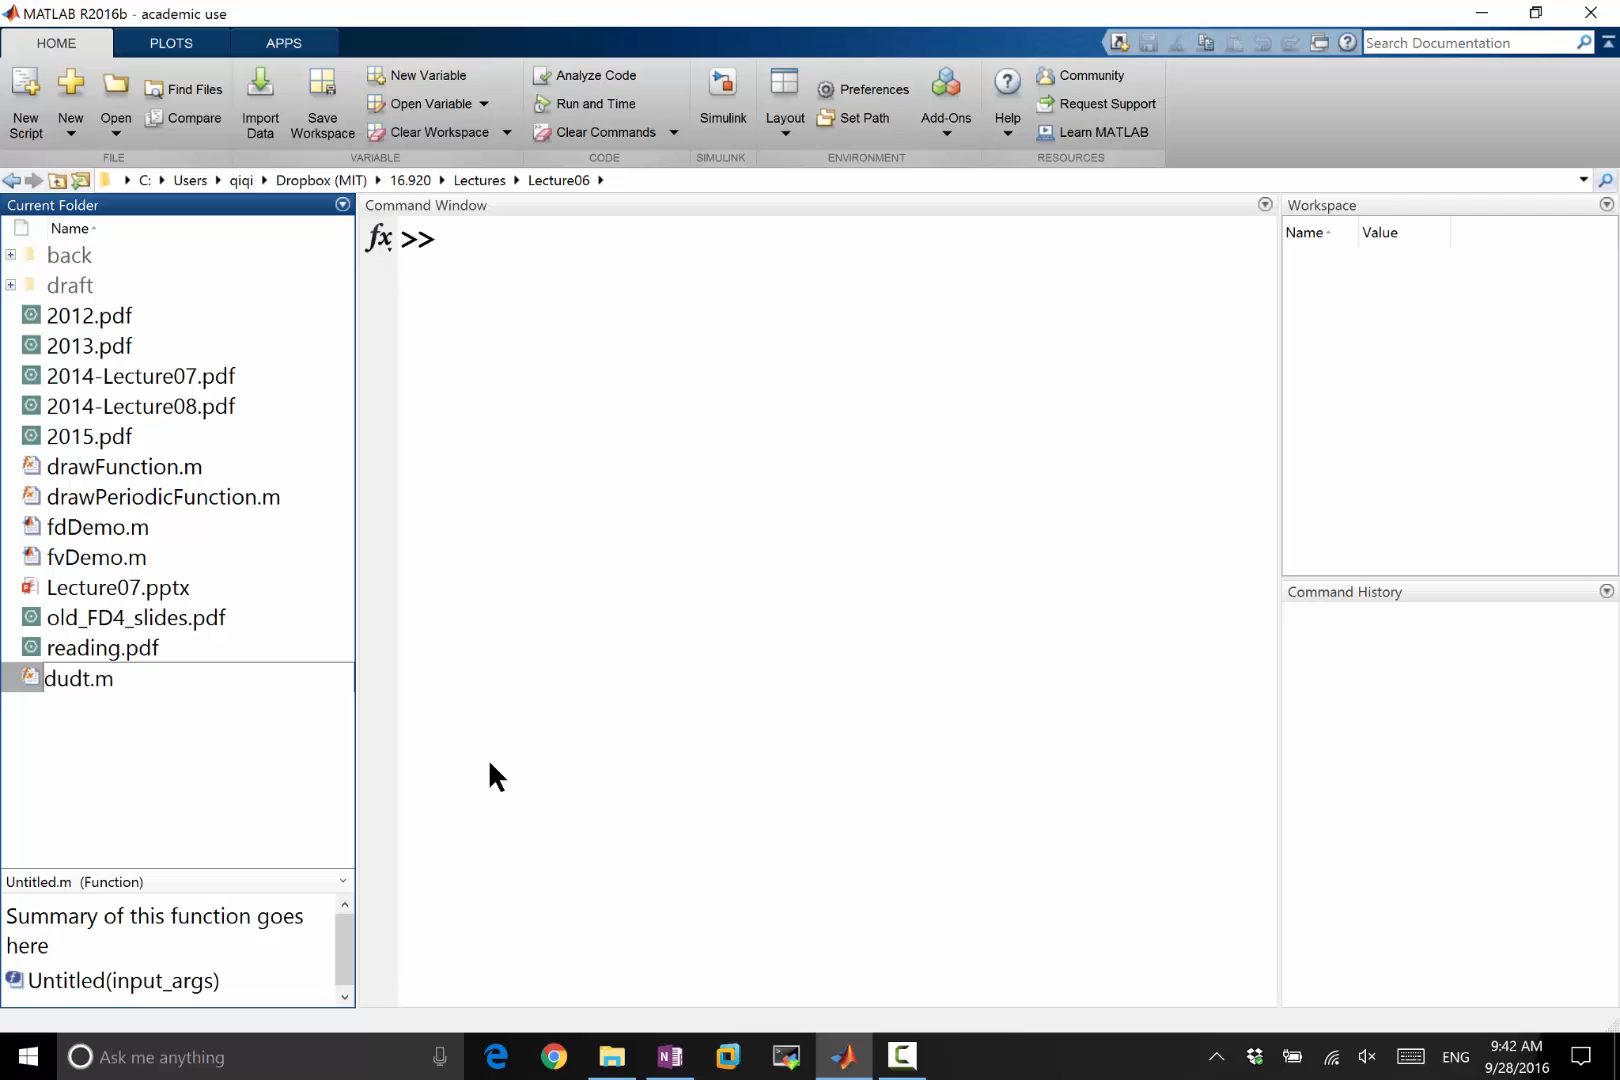 MATLAB R2016b - academic use
HOME
PLOTS
APPS
Search Documentation
New Script
New
Open
Find Files
Compare
Import Data
Save Workspace
New Variable
Open Variable
Clear Workspace
Analyze Code
Run and Time
Clear Commands
Simulink
Layout
Preferences
Set Path
Add-Ons
Help
Community
Request Support
Learn MATLAB
FILE
VARIABLE
CODE
SIMULINK
ENVIRONMENT
RESOURCES
C: Users qiqi Dropbox (MIT) 16.920 Lectures Lecture06
Current Folder
Name
back
draft
2012.pdf
2013.pdf
2014-Lecture07.pdf
2014-Lecture08.pdf
2015.pdf
drawFunction.m
drawPeriodicFunction.m
fdDemo.m
fvDemo.m
Lecture07.pptx
old_FD4_slides.pdf
reading.pdf
dudt.m
Untitled.m (Function)
Summary of this function goes
here
Untitled(input_args)
Command Window
fx >>
Workspace
Name Value
Command History
Ask me anything
ENG
9:42 AM
9/28/2016